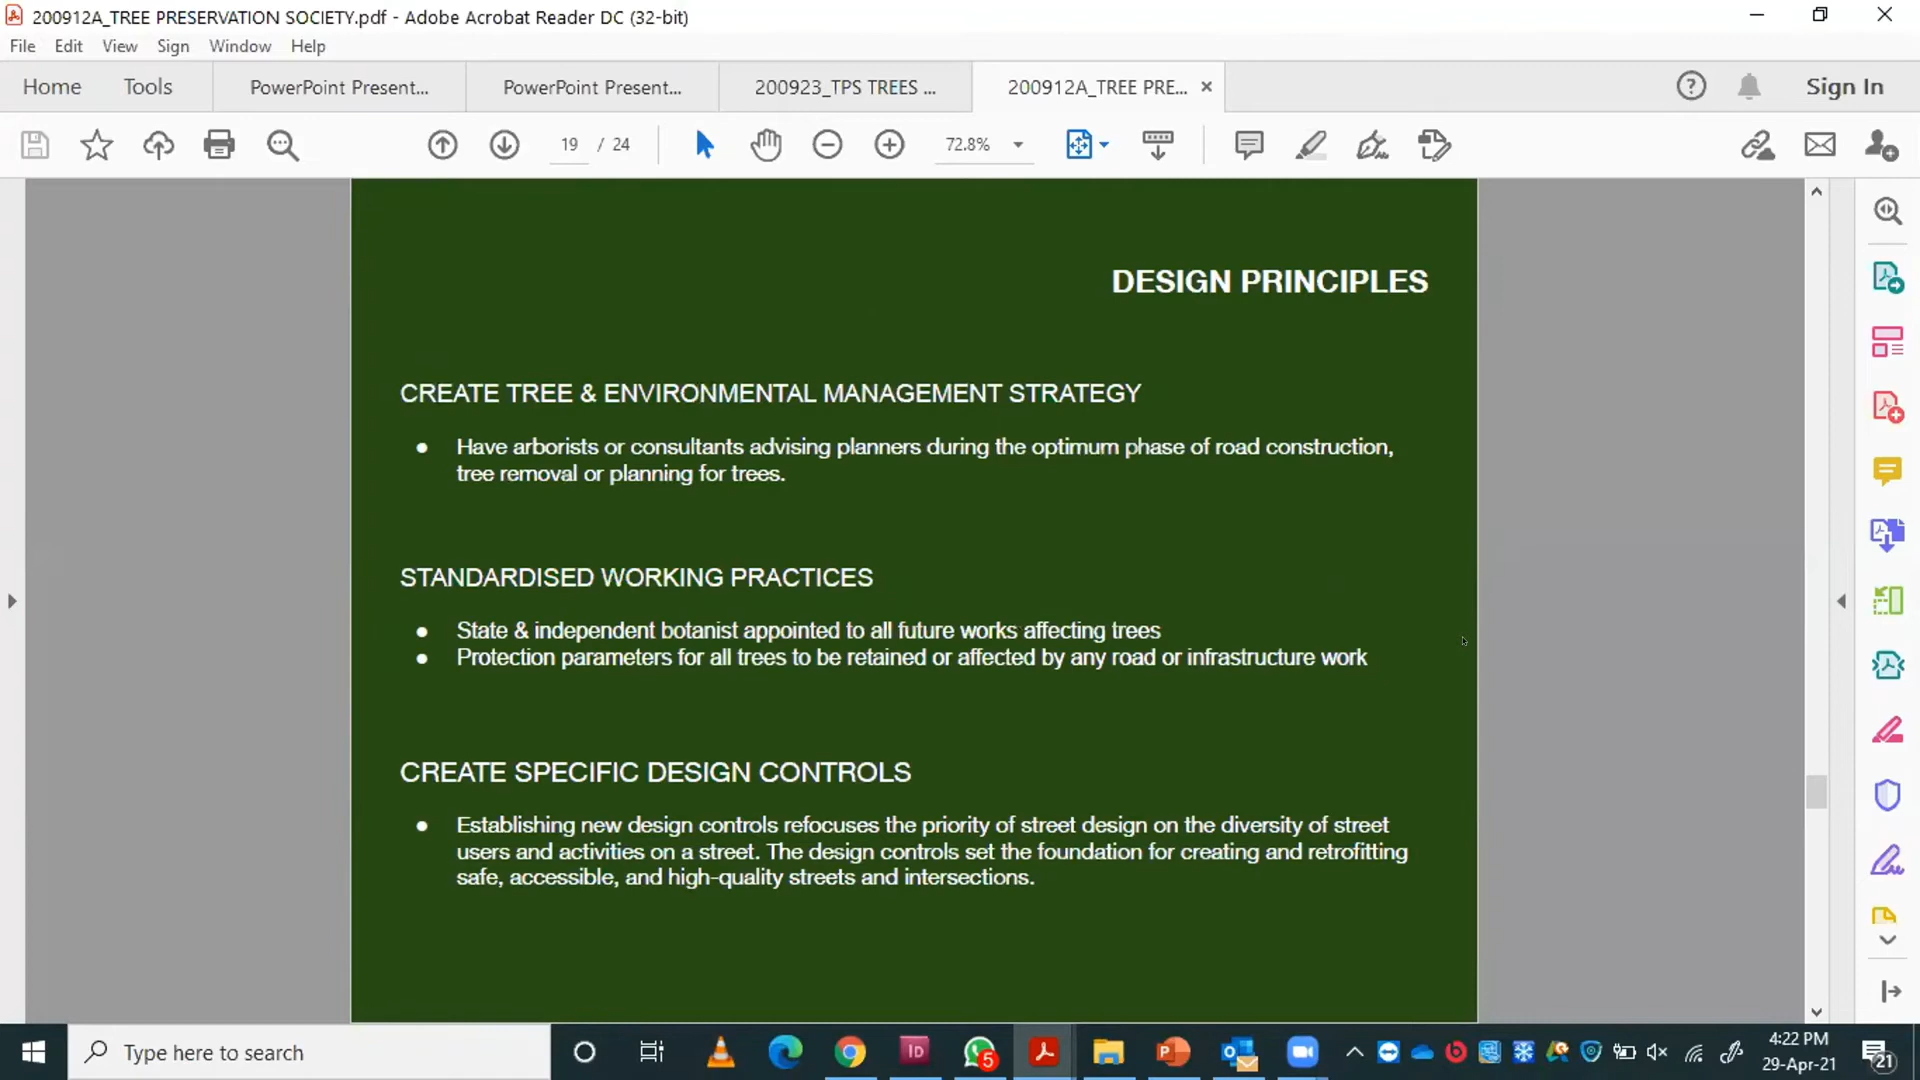 200912A_TREE PRESERVATION SOCIETY.pdf - Adobe Acrobat Reader DC (32-bit)
File Edit View Sign Window Help
Home Tools PowerPoint Present... PowerPoint Present... 200923_TPS TREES ... 200912A_TREE PRE... Sign In
19 / 24 72.8%
DESIGN PRINCIPLES
CREATE TREE & ENVIRONMENTAL MANAGEMENT STRATEGY
● Have arborists or consultants advising planners during the optimum phase of road construction,
tree removal or planning for trees.
STANDARDISED WORKING PRACTICES
● State & independent botanist appointed to all future works affecting trees
● Protection parameters for all trees to be retained or affected by any road or infrastructure work
CREATE SPECIFIC DESIGN CONTROLS
● Establishing new design controls refocuses the priority of street design on the diversity of street
users and activities on a street. The design controls set the foundation for creating and retrofitting
safe, accessible, and high-quality streets and intersections.
Type here to search
ID
5
P
4:22 PM
29-Apr-21
21